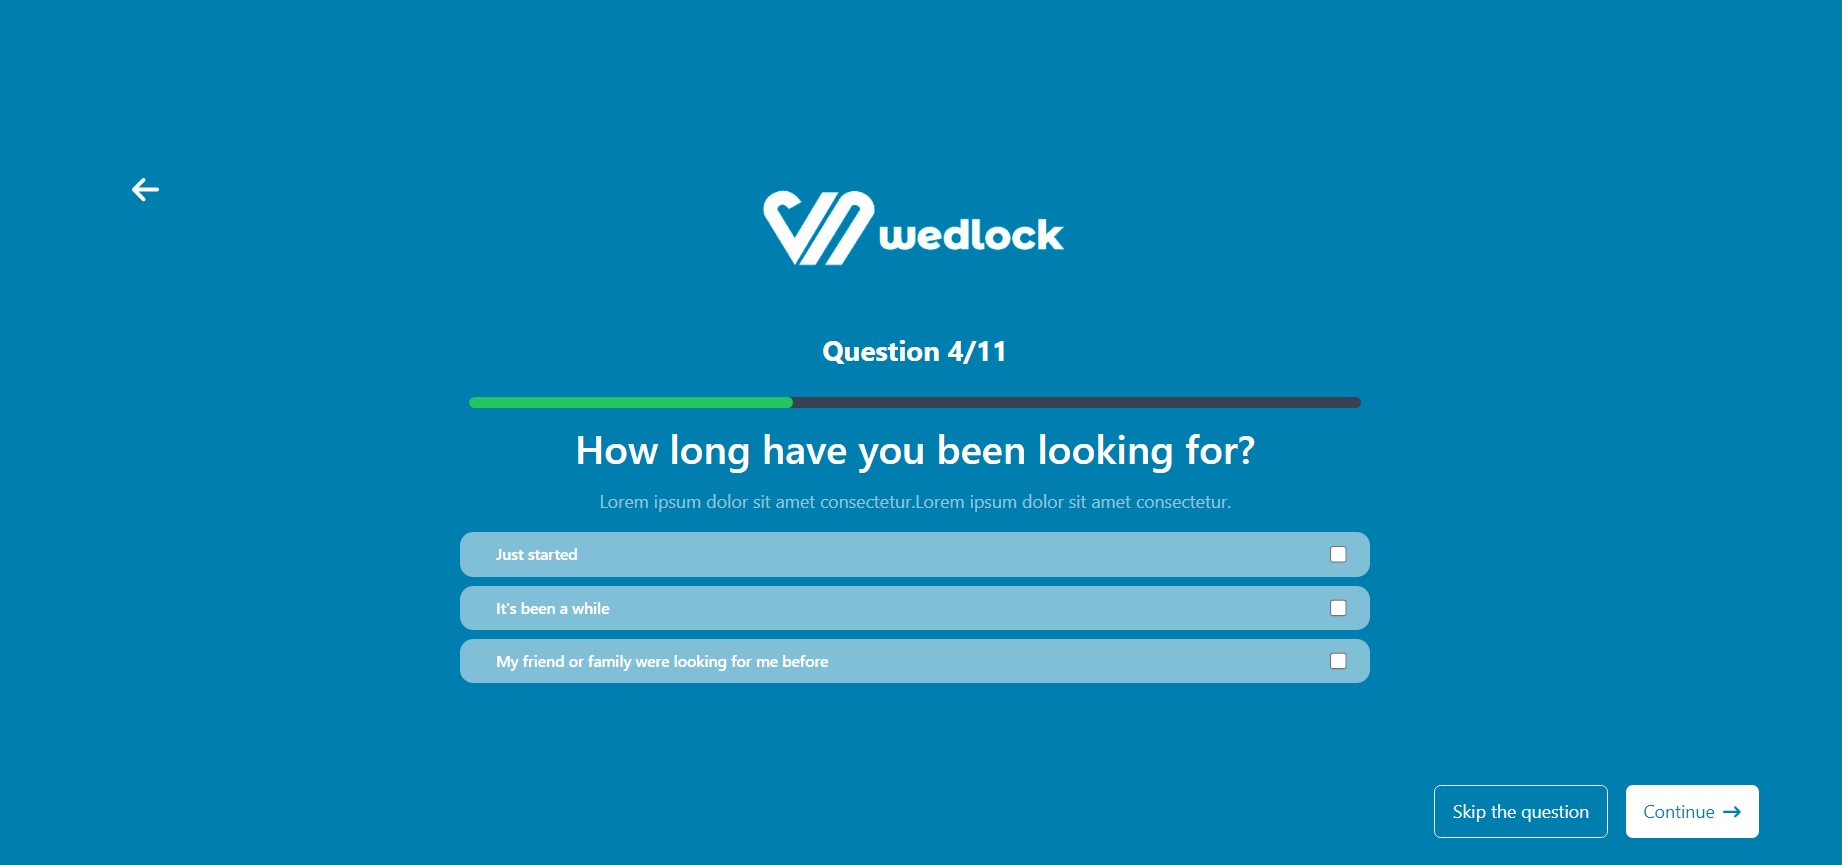 wedlock
Question 4/11
How long have you been looking for?
Lorem ipsum dolor sit amet consectetur.Lorem ipsum dolor sit amet consectetur.
Just started
It's been a while
My friend or family were looking for me before
Skip the question
Continue →